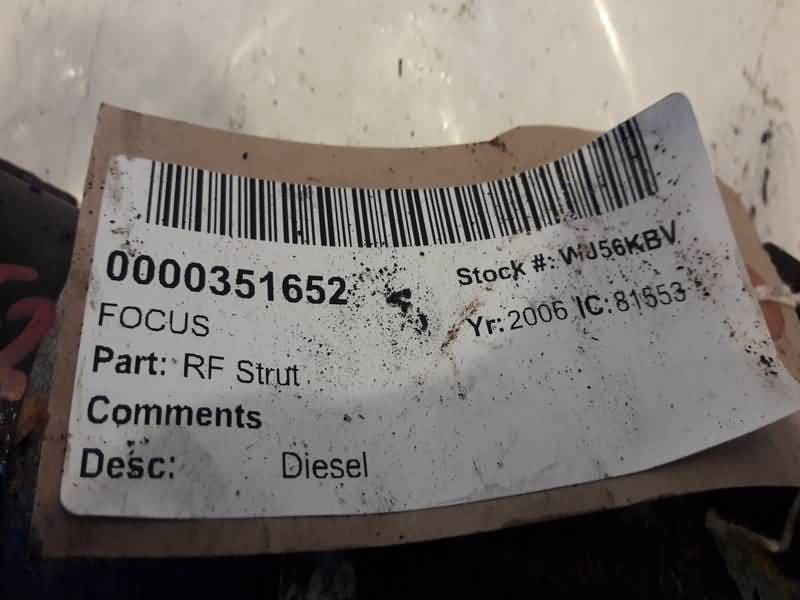 0000351652
Stock #: WJ56KBV
FOCUS
Yr: 2006 IC: 81553
Part: RF Strut
Comments
Desc: Diesel